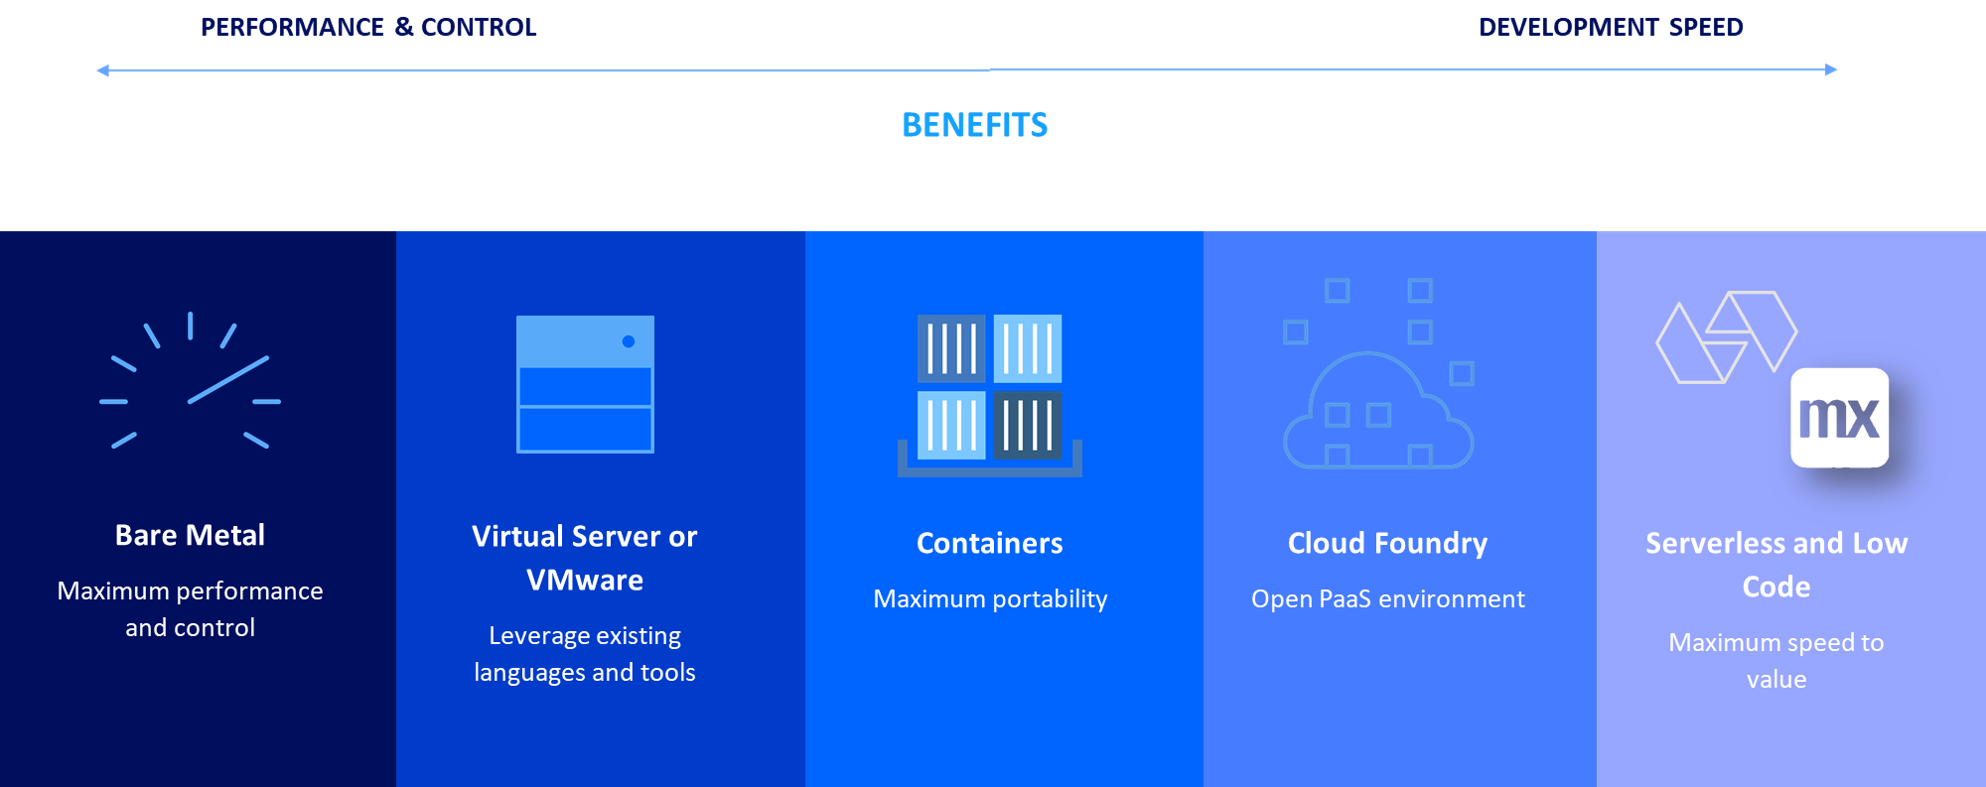 PERFORMANCE & CONTROL
DEVELOPMENT SPEED
BENEFITS
mx
Bare Metal
Maximum performance
and control
Virtual Server or
VMware
Leverage existing
languages and tools
Containers
Maximum portability
Cloud Foundry
Open PaaS environment
Serverless and Low
Code
Maximum speed to
value